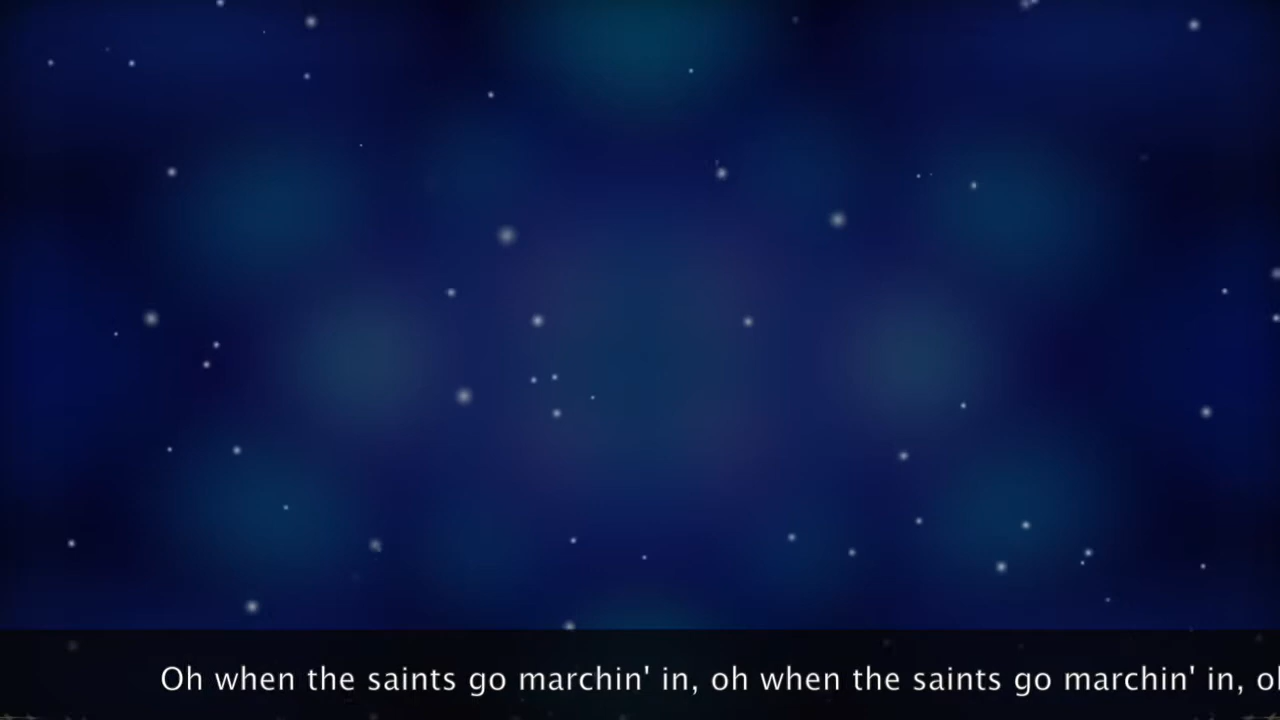 Oh when the saints go marchin' in, oh when the saints go marchin' in, o